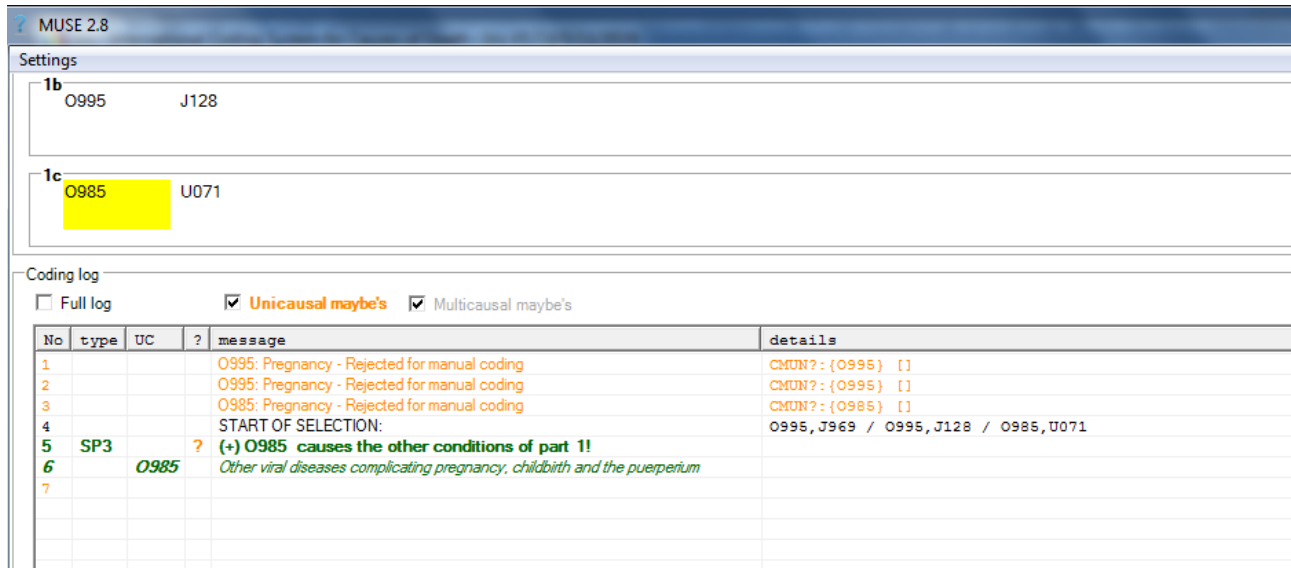 ? MUSE 2.8
Settings
1b
O995 J128
1c
O985 U071
Coding log
Full log Unicausal maybe's Multicausal maybe's
No type UC ? message details
1 O995: Pregnancy - Rejected for manual coding CMUN?:{O995} []
2 O995: Pregnancy - Rejected for manual coding CMUN?:{O995} []
3 O985: Pregnancy - Rejected for manual coding CMUN?:{O985} []
4 START OF SELECTION: O995,J969 / O995,J128 / O985,U071
5 SP3 ? (+) O985 causes the other conditions of part 1!
6 O985 Other viral diseases complicating pregnancy, childbirth and the puerperium
7